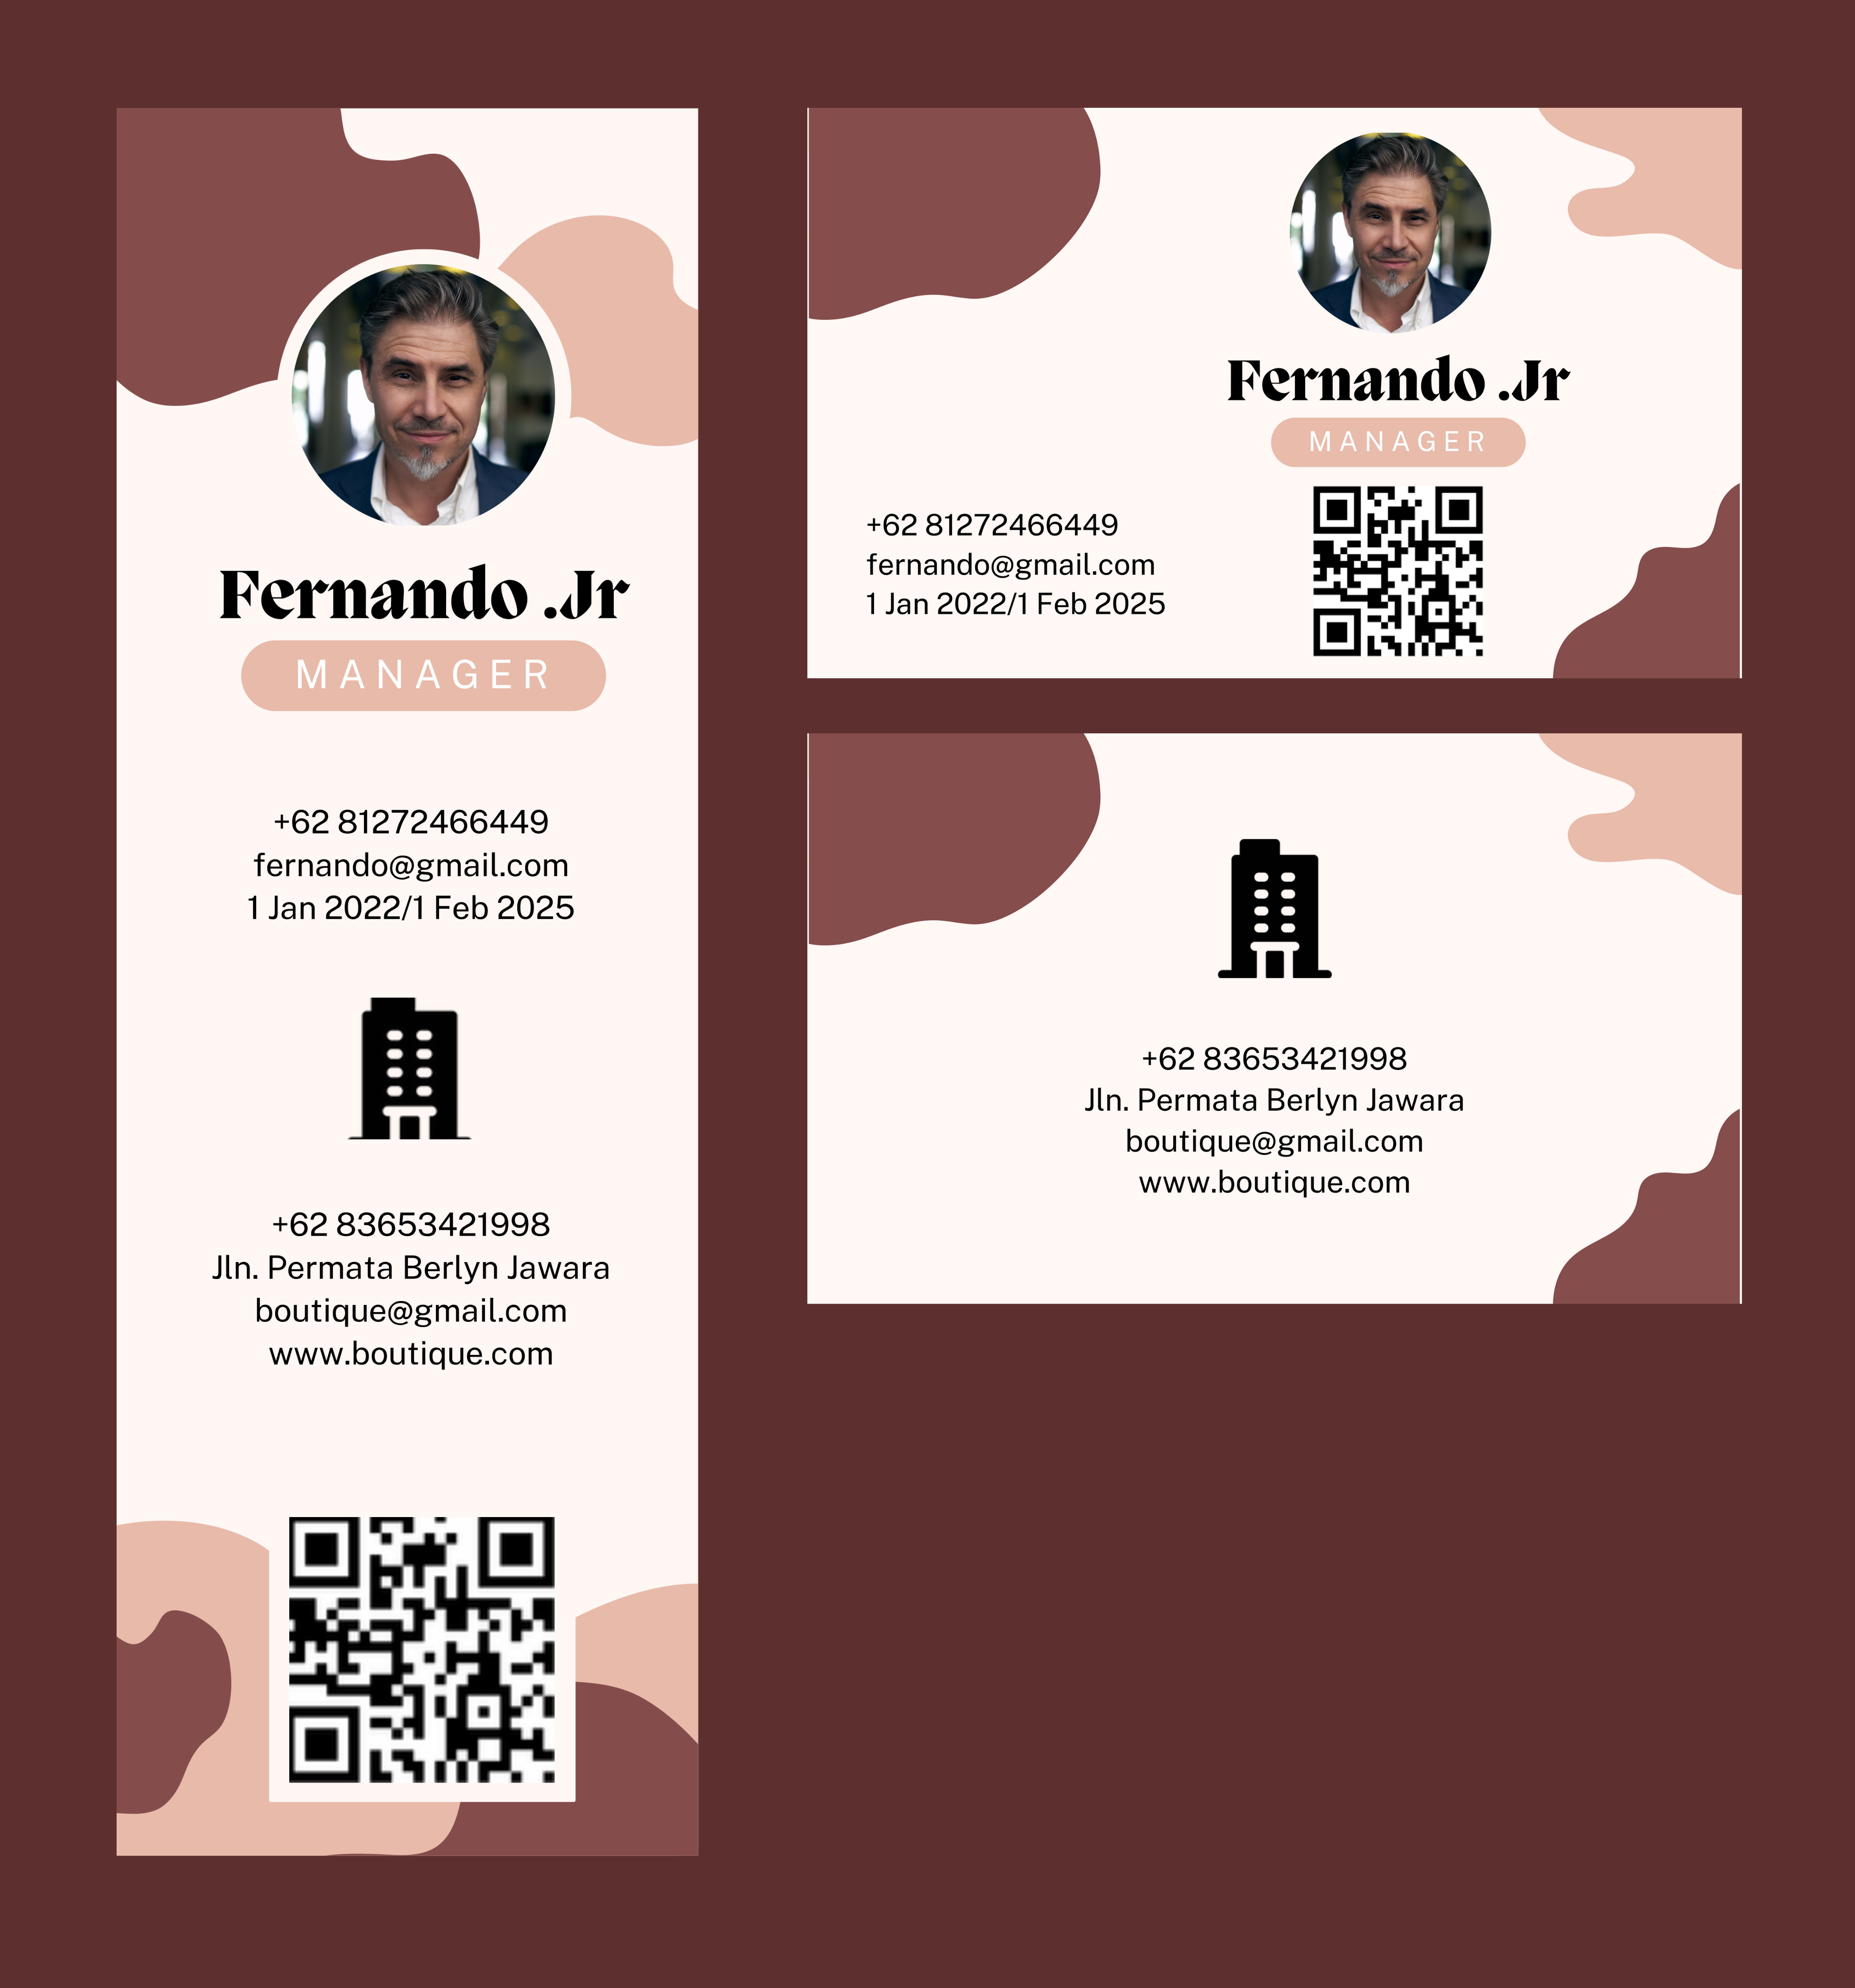 Fernando .Jr
MANAGER
+62 81272466449
fernando@gmail.com
1 Jan 2022/1 Feb 2025
+62 83653421998
Jln. Permata Berlyn Jawara
boutique@gmail.com
www.boutique.com
Fernando .Jr
MANAGER
+62 81272466449
fernando@gmail.com
1 Jan 2022/1 Feb 2025
+62 83653421998
Jln. Permata Berlyn Jawara
boutique@gmail.com
www.boutique.com